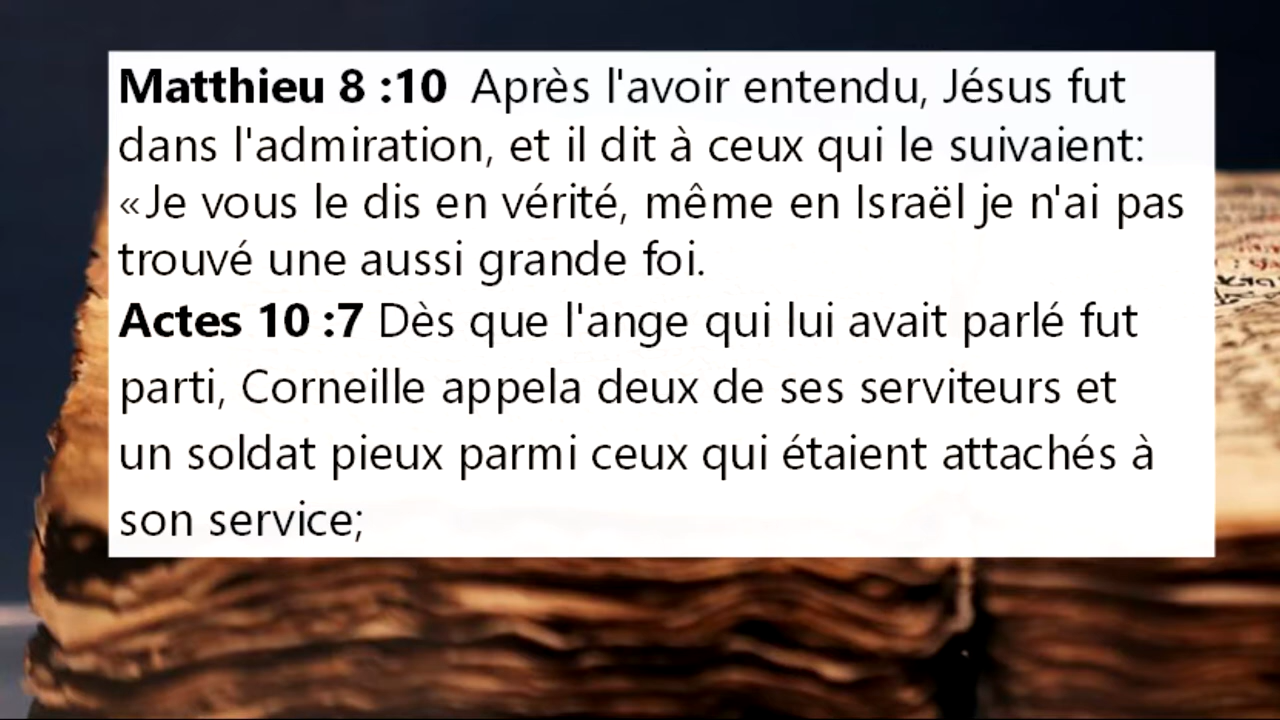 Matthieu 8 :10  Après l'avoir entendu, Jésus fut
dans l'admiration, et il dit à ceux qui le suivaient:
«Je vous le dis en vérité, même en Israël je n'ai pas
trouvé une aussi grande foi.
Actes 10 :7 Dès que l'ange qui lui avait parlé fut
parti, Corneille appela deux de ses serviteurs et
un soldat pieux parmi ceux qui étaient attachés à
son service;